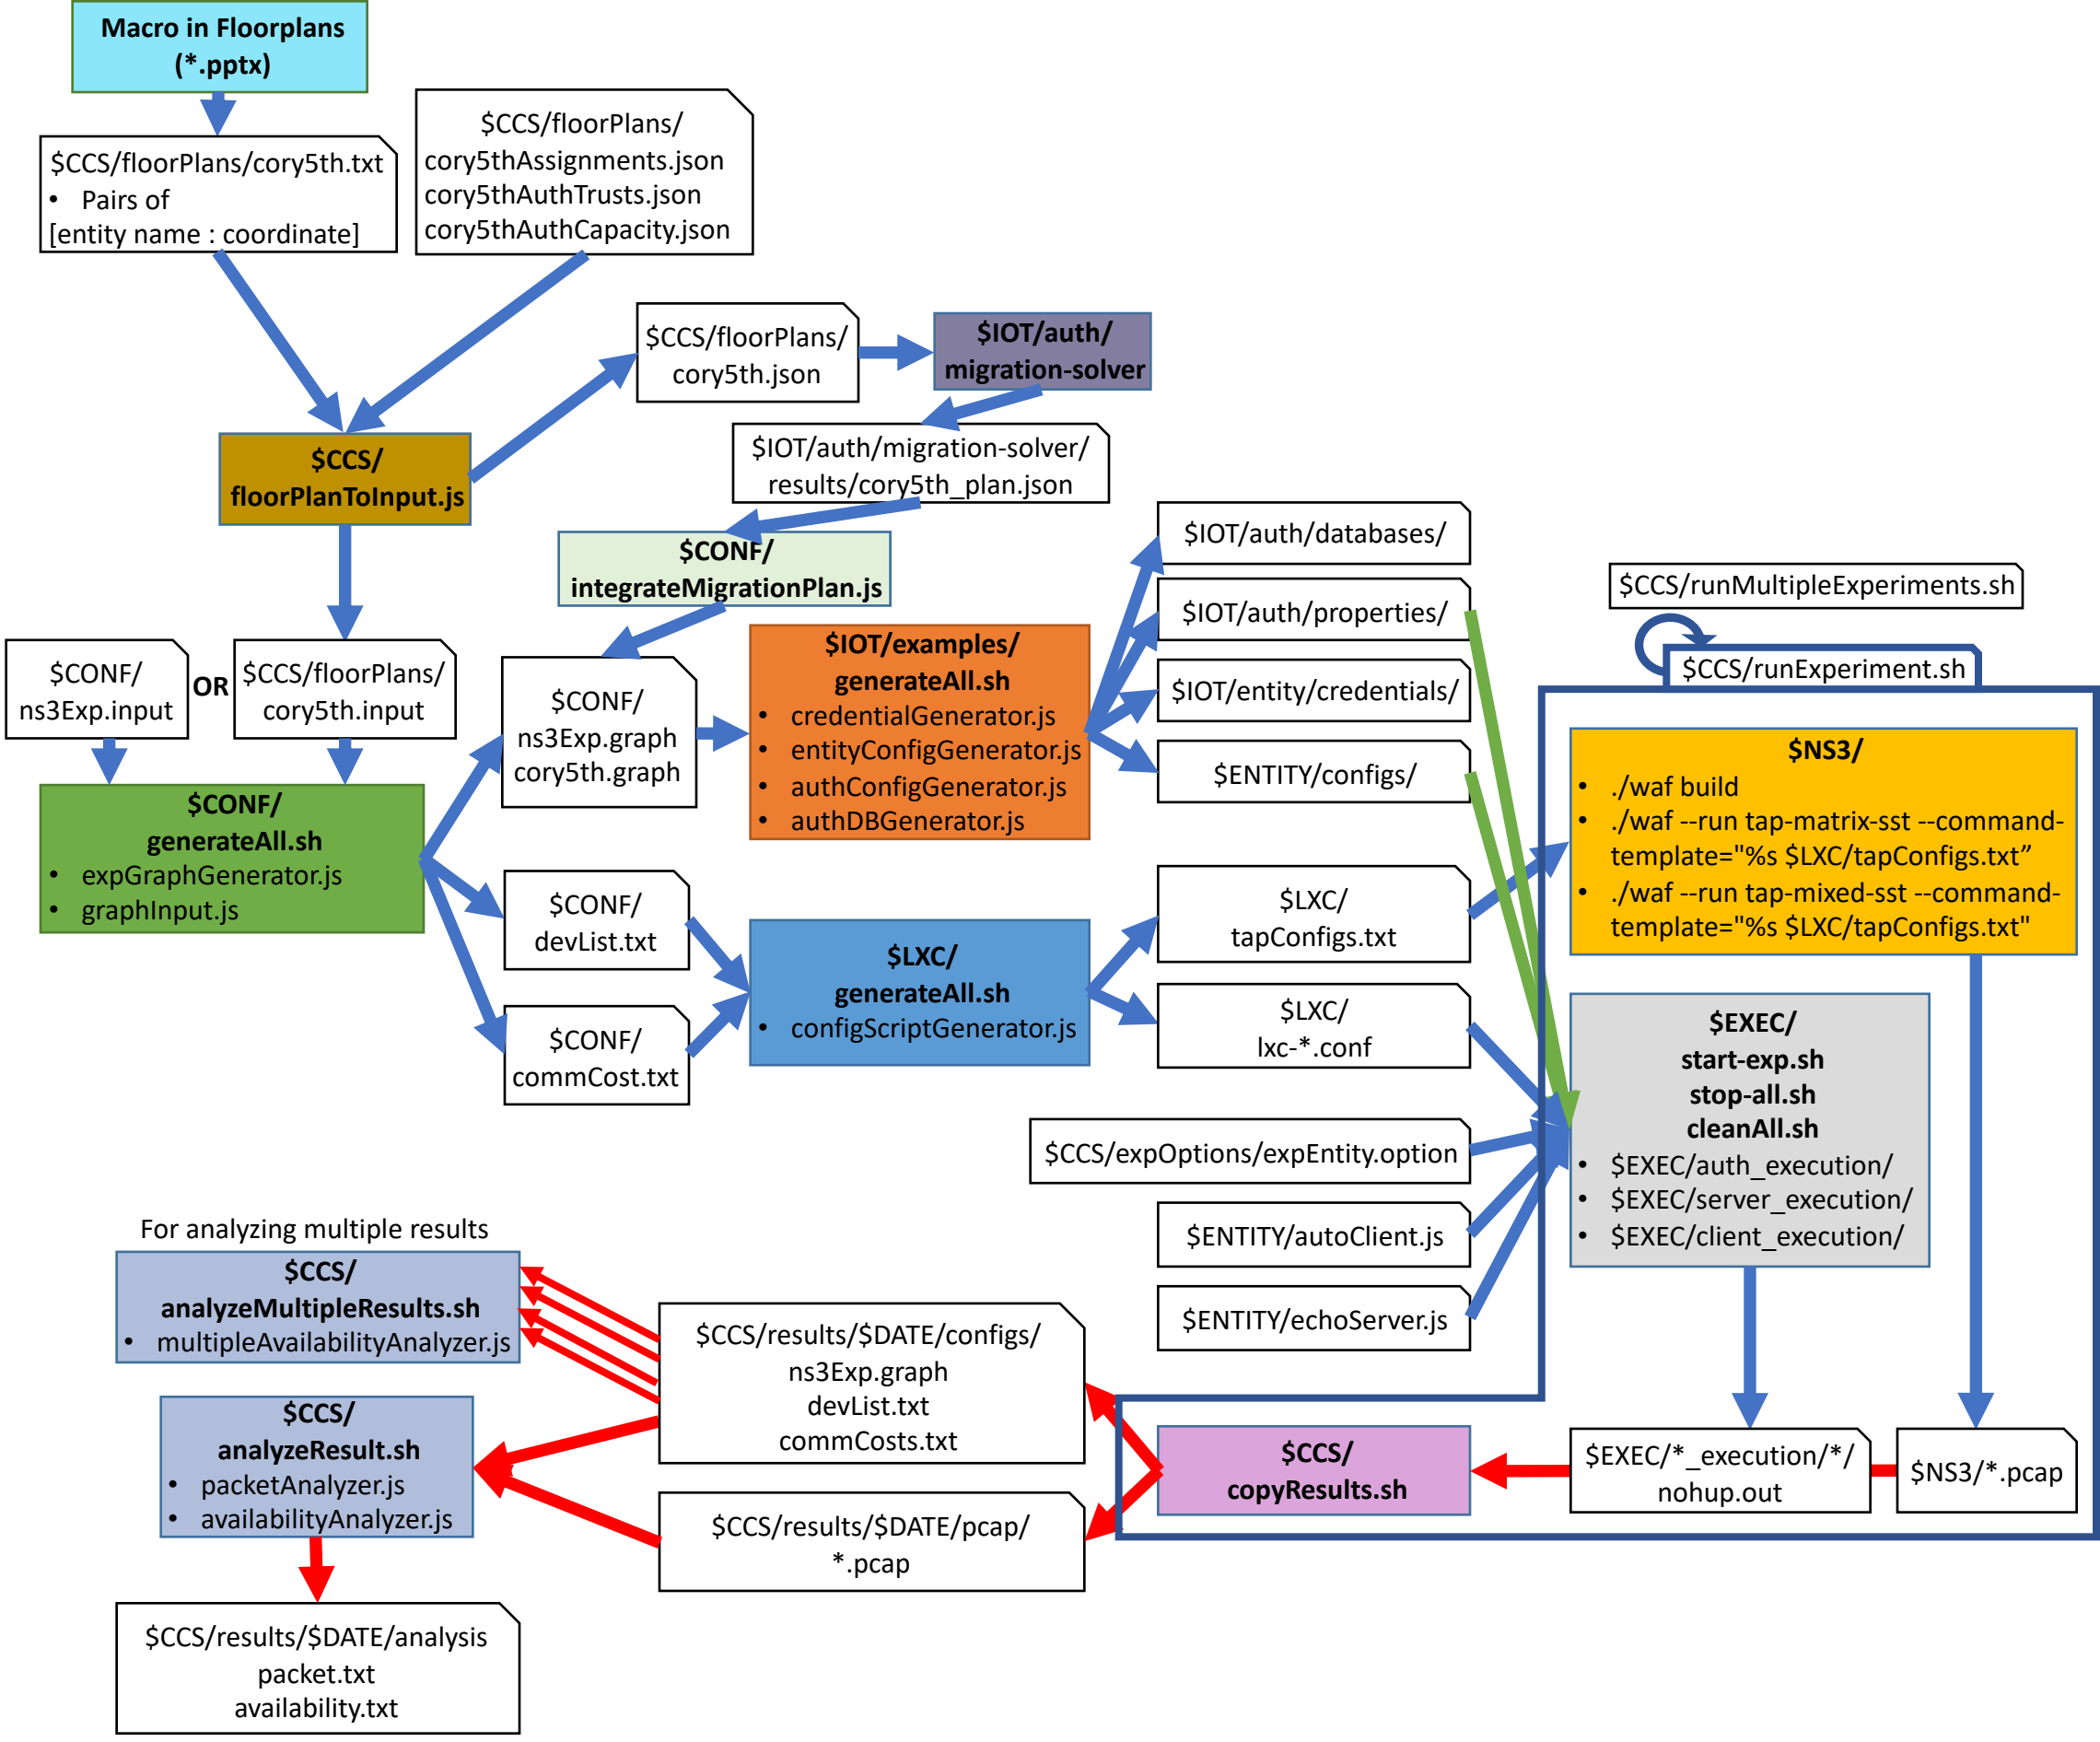 Macro in Floorplans
(*.pptx)
$CCS/floorPlans/cory5th.txt
• Pairs of
[entity name : coordinate]
$CCS/floorPlans/
cory5thAssignments.json
cory5thAuthTrusts.json
cory5thAuthCapacity.json
$CCS/floorPlans/
cory5th.json
$IOT/auth/
migration-solver
$IOT/auth/migration-solver/
results/cory5th_plan.json
$CCS/
floorPlanToInput.js
$CONF/
integrateMigrationPlan.js
$CONF/
ns3Exp.input
OR
$CCS/floorPlans/
cory5th.input
$CONF/
generateAll.sh
• expGraphGenerator.js
• graphInput.js
$CONF/
ns3Exp.graph
cory5th.graph
$CONF/
devList.txt
$CONF/
commCost.txt
$IOT/examples/
generateAll.sh
• credentialGenerator.js
• entityConfigGenerator.js
• authConfigGenerator.js
• authDBGenerator.js
$LXC/
generateAll.sh
• configScriptGenerator.js
$IOT/auth/databases/
$IOT/auth/properties/
$IOT/entity/credentials/
$ENTITY/configs/
$LXC/
tapConfigs.txt
$LXC/
lxc-*.conf
$CCS/expOptions/expEntity.option
$ENTITY/autoClient.js
$ENTITY/echoServer.js
$CCS/runMultipleExperiments.sh
$CCS/runExperiment.sh
$NS3/
• ./waf build
• ./waf --run tap-matrix-sst --command-
template="%s $LXC/tapConfigs.txt”
• ./waf --run tap-mixed-sst --command-
template="%s $LXC/tapConfigs.txt"
$EXEC/
start-exp.sh
stop-all.sh
cleanAll.sh
• $EXEC/auth_execution/
• $EXEC/server_execution/
• $EXEC/client_execution/
$EXEC/*_execution/*/
nohup.out
$NS3/*.pcap
$CCS/
copyResults.sh
$CCS/results/$DATE/configs/
ns3Exp.graph
devList.txt
commCosts.txt
$CCS/results/$DATE/pcap/
*.pcap
For analyzing multiple results
$CCS/
analyzeMultipleResults.sh
• multipleAvailabilityAnalyzer.js
$CCS/
analyzeResult.sh
• packetAnalyzer.js
• availabilityAnalyzer.js
$CCS/results/$DATE/analysis
packet.txt
availability.txt